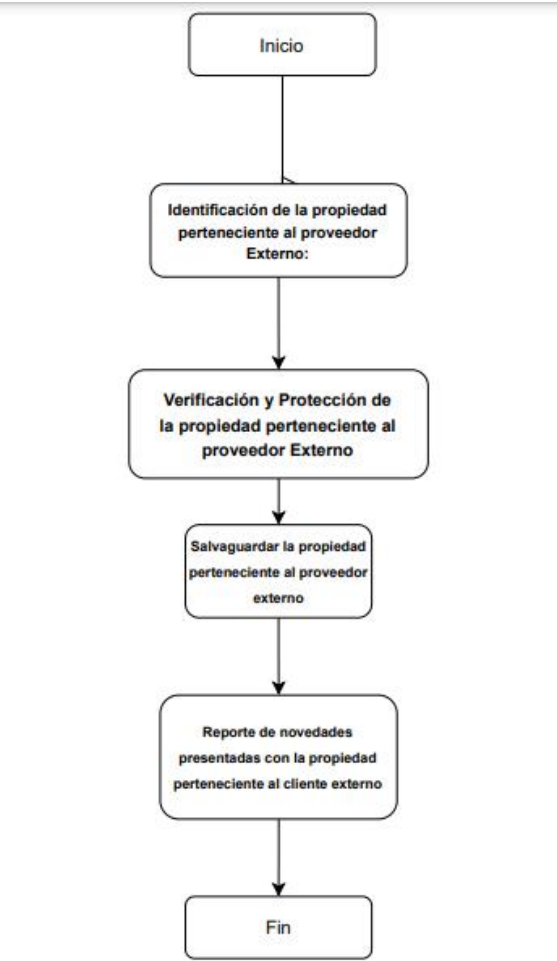 Inicio
Identificación de la propiedad
perteneciente al proveedor
Externo:
Verificación y Protección de
la propiedad perteneciente al
proveedor Externo
Salvaguardar la propiedad
perteneciente al proveedor
externo
Reporte de novedades
presentadas con la propiedad
perteneciente al cliente externo
Fin